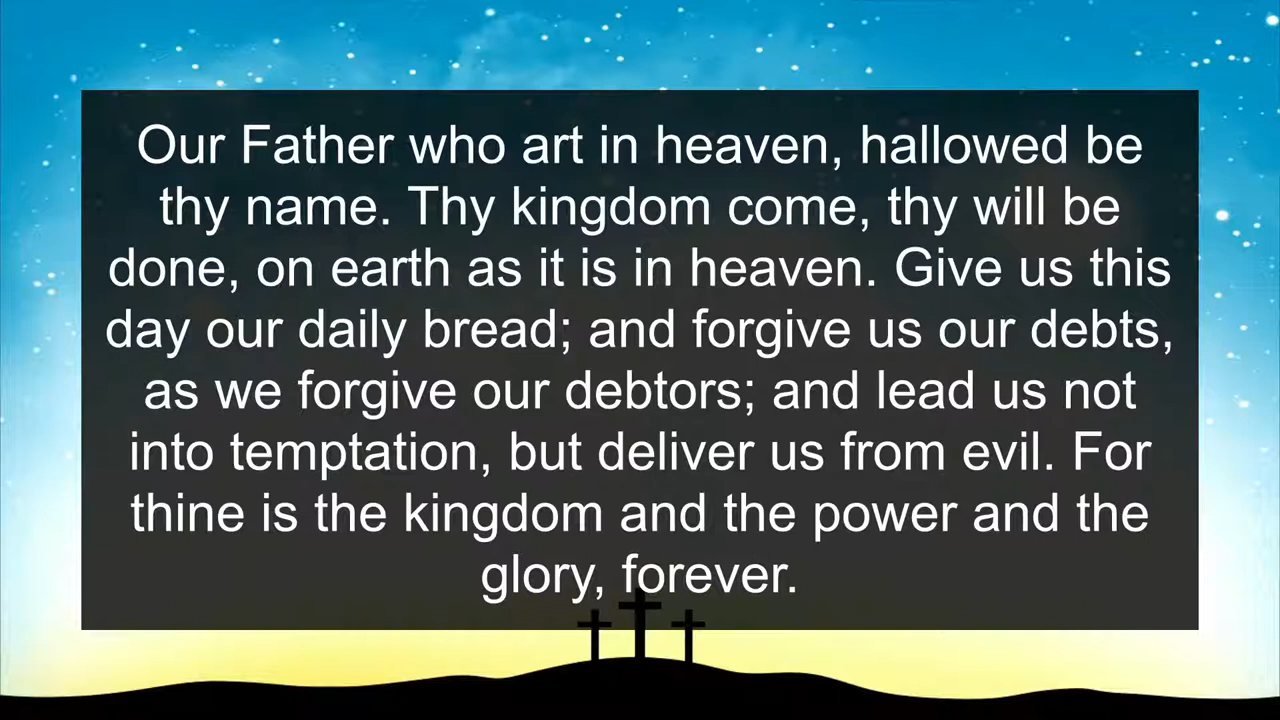 Our Father who art in heaven, hallowed be
thy name. Thy kingdom come, thy will be
done, on earth as it is in heaven. Give us this
day our daily bread; and forgive us our debts,
as we forgive our debtors; and lead us not
into temptation, but deliver us from evil. For
thine is the kingdom and the power and the
glory, forever.